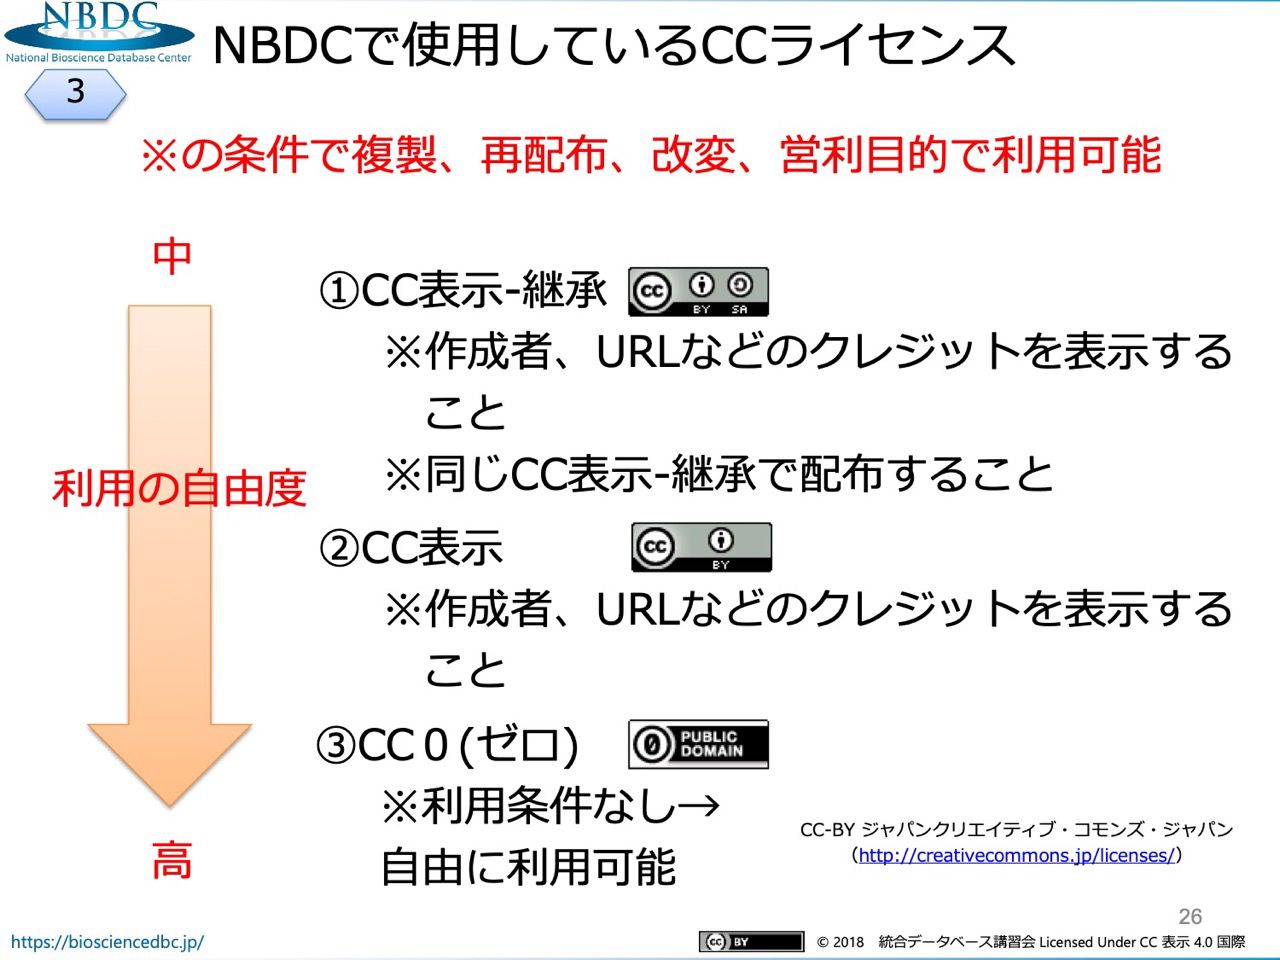 NBDC
National Bioscience Database Center
NBDCで使用しているCCライセンス
3
※の条件で複製、再配布、改変、営利目的で利用可能
中
利用の自由度
高
①CC表示-継承
cc BY SA
※作成者、URLなどのクレジットを表示する
こと
※同じCC表示-継承で配布すること
②CC表示
cc BY
※作成者、URLなどのクレジットを表示する
こと
③CC０(ゼロ)
0 PUBLIC
DOMAIN
※利用条件なし→
自由に利用可能
CC-BY ジャパンクリエイティブ・コモンズ・ジャパン
（http://creativecommons.jp/licenses/）
26
https://biosciencedbc.jp/
cc BY
© 2018 統合データベース講習会 Licensed Under CC 表示 4.0 国際